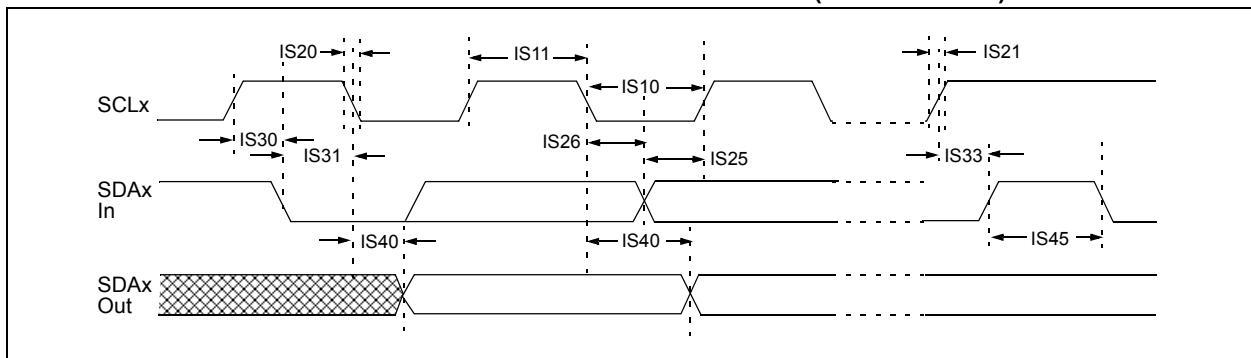 IS20
IS11
IS21
IS10
SCLx
IS30
IS26
IS31
IS25
IS33
SDAx
In
IS40
IS40
IS45
SDAx
Out